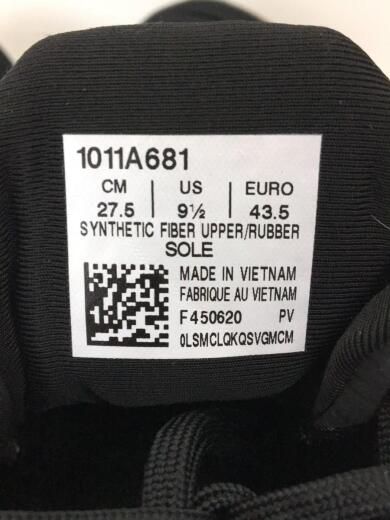 1011A681
CM US EURO
27.5 9½ 43.5
SYNTHETIC FIBER UPPER/RUBBER
SOLE
MADE IN VIETNAM
FABRIQUE AU VIETNAM
F450620 PV
0LSMCLQKQSVGMCM